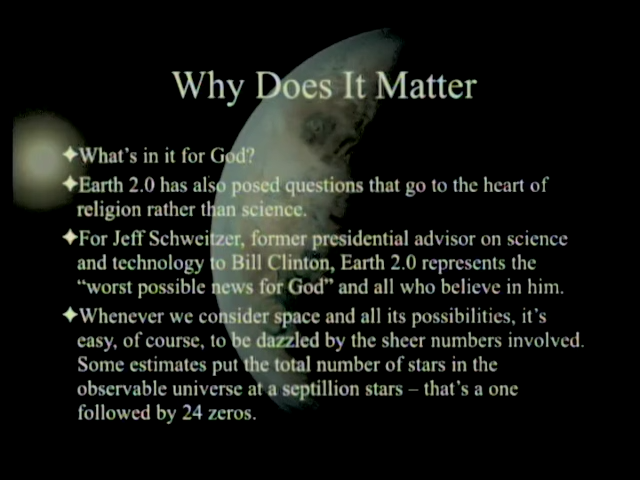 Why Does It Matter
What's in it for God?
Earth 2.0 has also posed questions that go to the heart of
religion rather than science.
For Jeff Schweitzer, former presidential advisor on science
and technology to Bill Clinton, Earth 2.0 represents the
“worst possible news for God” and all who believe in him.
Whenever we consider space and all its possibilities, it's
easy, of course, to be dazzled by the sheer numbers involved.
Some estimates put the total number of stars in the
observable universe at a septillion stars – that's a one
followed by 24 zeros.